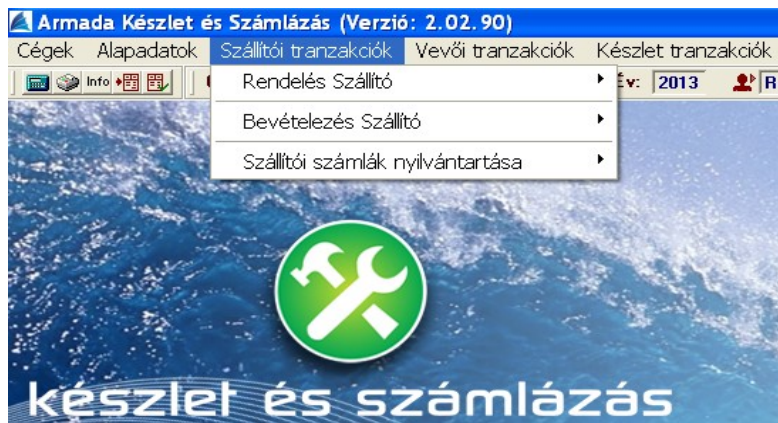 Armada Készlet és Számlázás (Verzió: 2.02.90)
Cégek Alapadatok Szállítói tranzakciók Vevői tranzakciók Készlet tranzakciók
Info Év: 2013 R
Rendelés Szállító
Bevételezés Szállító
Szállítói számlák nyilvántartása
készlet és számlázás